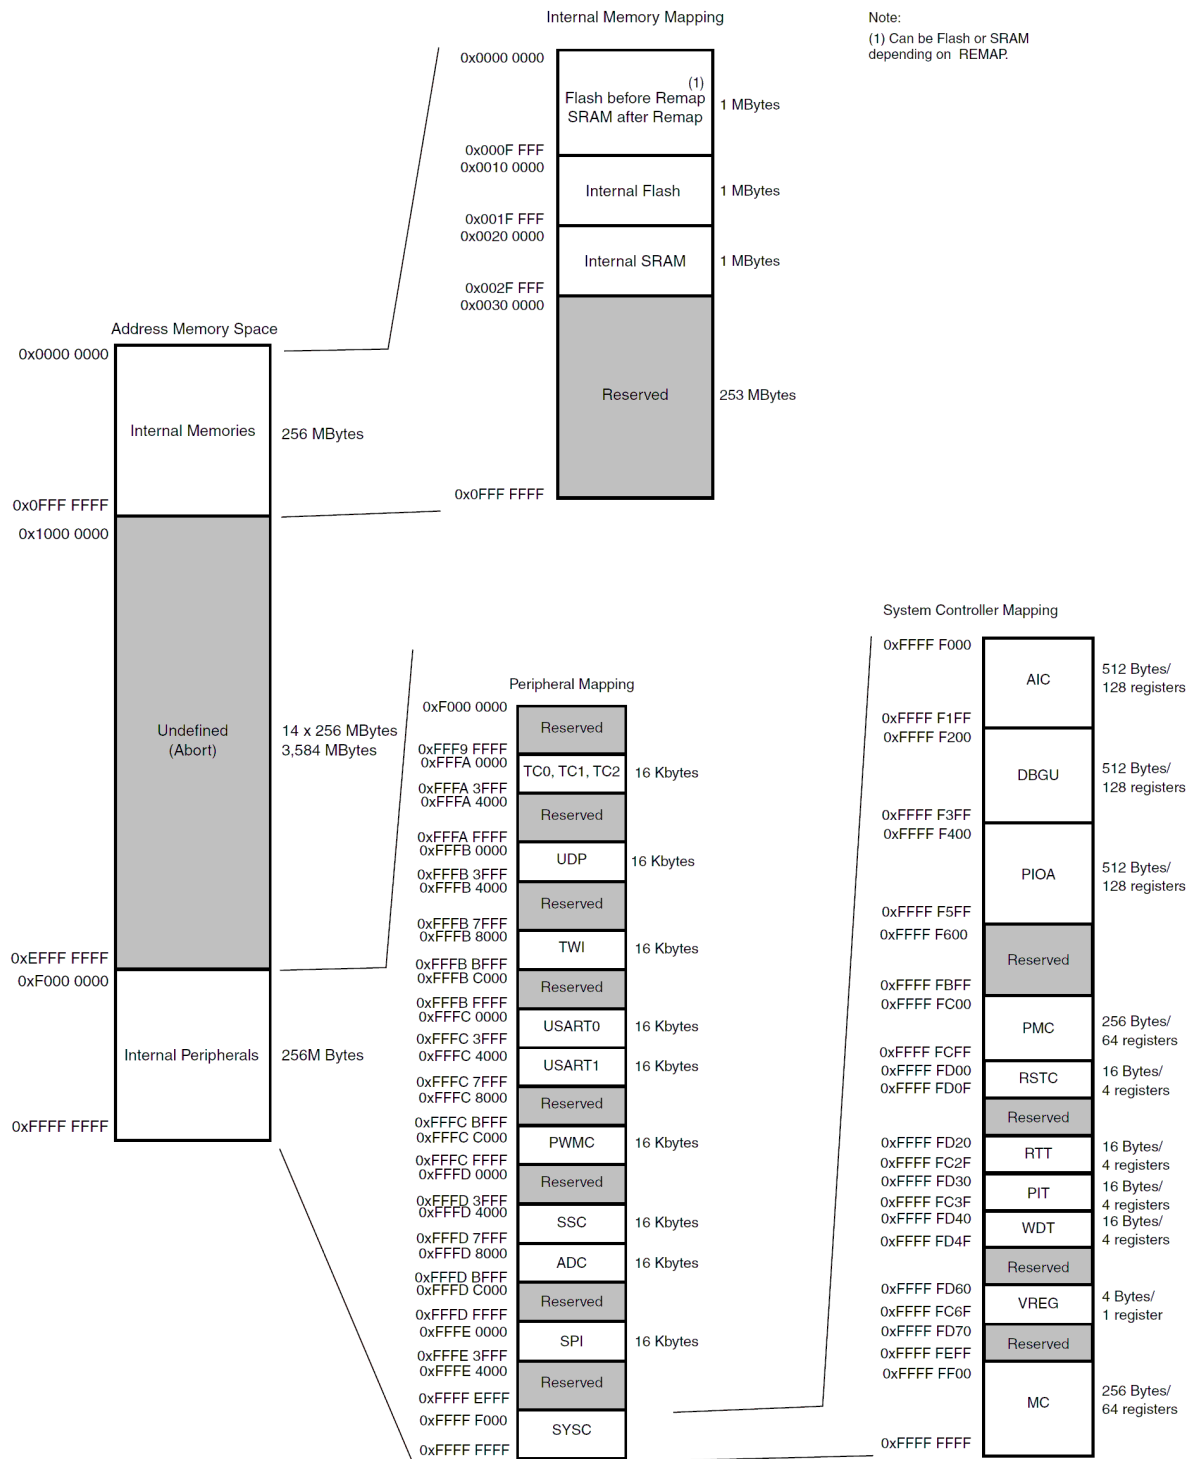 Internal Memory Mapping
Note:
(1) Can be Flash or SRAM
depending on REMAP.
0x0000 0000
(1)
Flash before Remap
SRAM after Remap
1 MBytes
0x000F FFF
0x0010 0000
Internal Flash
1 MBytes
0x001F FFF
0x0020 0000
Internal SRAM
1 MBytes
0x002F FFF
0x0030 0000
Reserved
253 MBytes
0x0FFF FFFF
Address Memory Space
0x0000 0000
Internal Memories
256 MBytes
0x0FFF FFFF
0x1000 0000
Undefined
(Abort)
14 x 256 MBytes
3,584 MBytes
0xEFFF FFFF
0xF000 0000
Internal Peripherals
256M Bytes
0xFFFF FFFF
Peripheral Mapping
0xF000 0000
Reserved
0xFFF9 FFFF
0xFFFA 0000
TC0, TC1, TC2
16 Kbytes
0xFFFA 3FFF
0xFFFA 4000
Reserved
0xFFFA FFFF
0xFFFB 0000
UDP
16 Kbytes
0xFFFB 3FFF
0xFFFB 4000
Reserved
0xFFFB 7FFF
0xFFFB 8000
TWI
16 Kbytes
0xFFFB BFFF
0xFFFB C000
Reserved
0xFFFB FFFF
0xFFFC 0000
USART0
16 Kbytes
0xFFFC 3FFF
0xFFFC 4000
USART1
16 Kbytes
0xFFFC 7FFF
0xFFFC 8000
Reserved
0xFFFC BFFF
0xFFFC C000
PWMC
16 Kbytes
0xFFFC FFFF
0xFFFD 0000
Reserved
0xFFFD 3FFF
0xFFFD 4000
SSC
16 Kbytes
0xFFFD 7FFF
0xFFFD 8000
ADC
16 Kbytes
0xFFFD BFFF
0xFFFD C000
Reserved
0xFFFD FFFF
0xFFFE 0000
SPI
16 Kbytes
0xFFFE 3FFF
0xFFFE 4000
Reserved
0xFFFF EFFF
0xFFFF F000
SYSC
0xFFFF FFFF
System Controller Mapping
0xFFFF F000
AIC
512 Bytes/
128 registers
0xFFFF F1FF
0xFFFF F200
DBGU
512 Bytes/
128 registers
0xFFFF F3FF
0xFFFF F400
PIOA
512 Bytes/
128 registers
0xFFFF F5FF
0xFFFF F600
Reserved
0xFFFF FBFF
0xFFFF FC00
PMC
256 Bytes/
64 registers
0xFFFF FCFF
0xFFFF FD00
RSTC
16 Bytes/
4 registers
0xFFFF FD0F
Reserved
0xFFFF FD20
RTT
16 Bytes/
4 registers
0xFFFF FC2F
0xFFFF FD30
PIT
16 Bytes/
4 registers
0xFFFF FC3F
0xFFFF FD40
WDT
16 Bytes/
4 registers
0xFFFF FD4F
Reserved
0xFFFF FD60
VREG
4 Bytes/
1 register
0xFFFF FC6F
0xFFFF FD70
Reserved
0xFFFF FEFF
0xFFFF FF00
MC
256 Bytes/
64 registers
0xFFFF FFFF